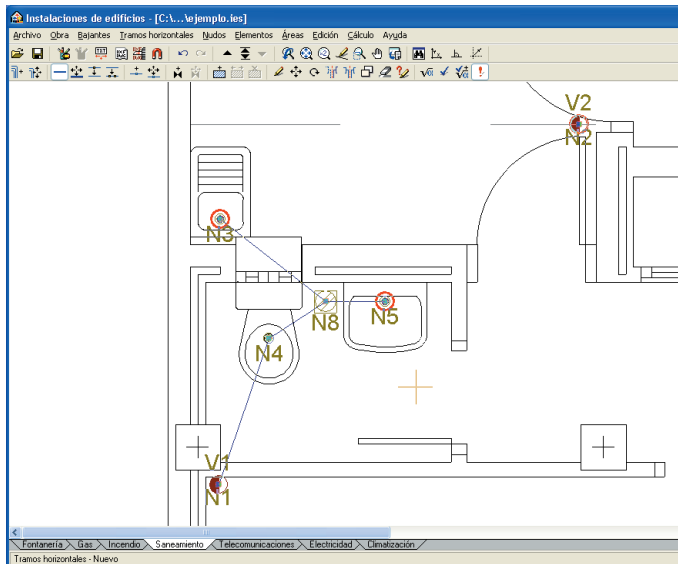 Instalaciones de edificios - [C:\...\ejemplo.ies]
Archivo Obra Bajantes Tramos horizontales Nudos Elementos Áreas Edición Cálculo Ayuda
V2
N2
N3
N8
N5
N4
V1
N1
Fontanería Gas Incendio Saneamiento Telecomunicaciones Electricidad Climatización
Tramos horizontales - Nuevo